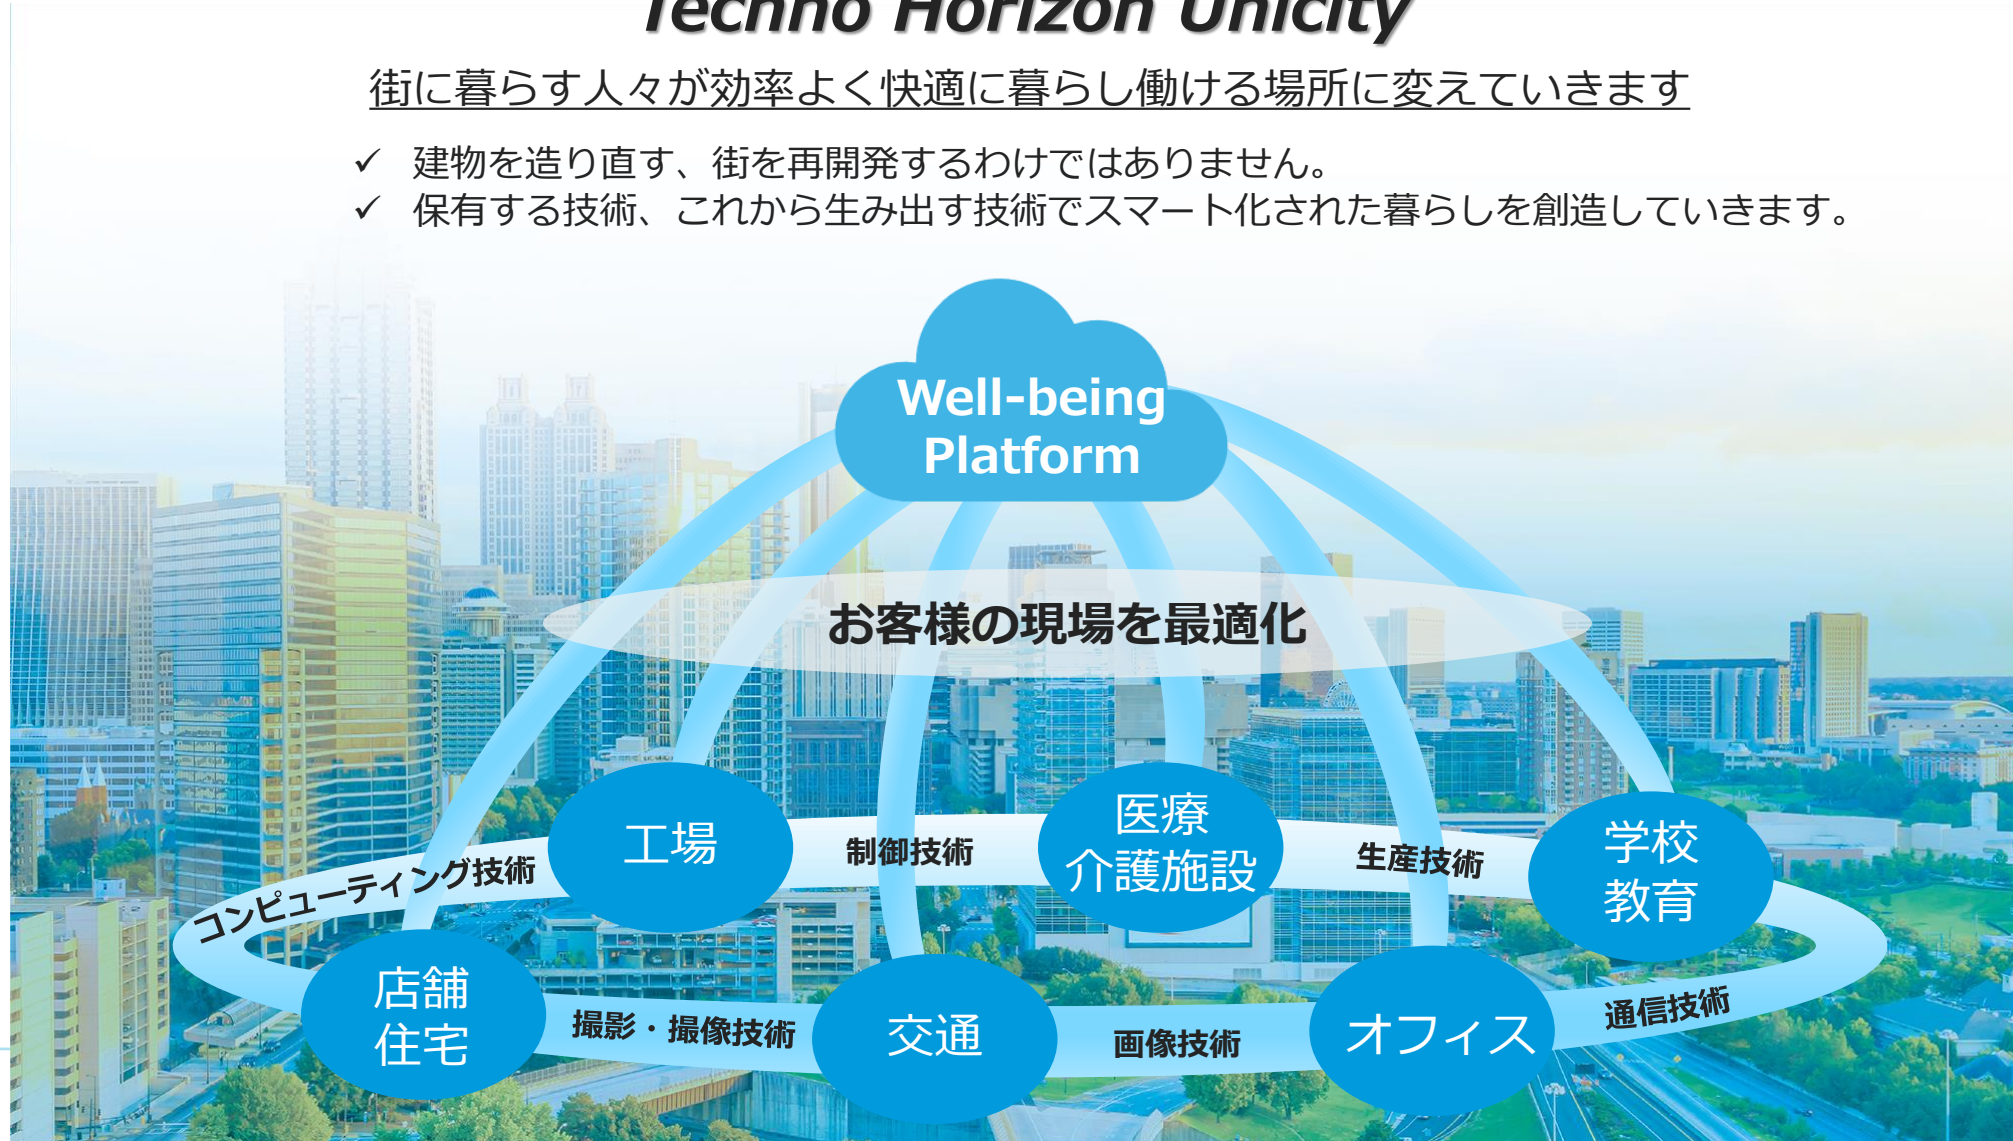 Techno Horizon Unicity
街に暮らす人々が効率よく快適に暮らし働ける場所に変えていきます
✓ 建物を造り直す、街を再開発するわけではありません。
✓ 保有する技術、これから生み出す技術でスマート化された暮らしを創造していきます。
Well-being
Platform
お客様の現場を最適化
工場
制御技術
医療
介護施設
生産技術
学校
教育
コンピューティング技術
店舗
住宅
撮影・撮像技術
交通
画像技術
オフィス
通信技術